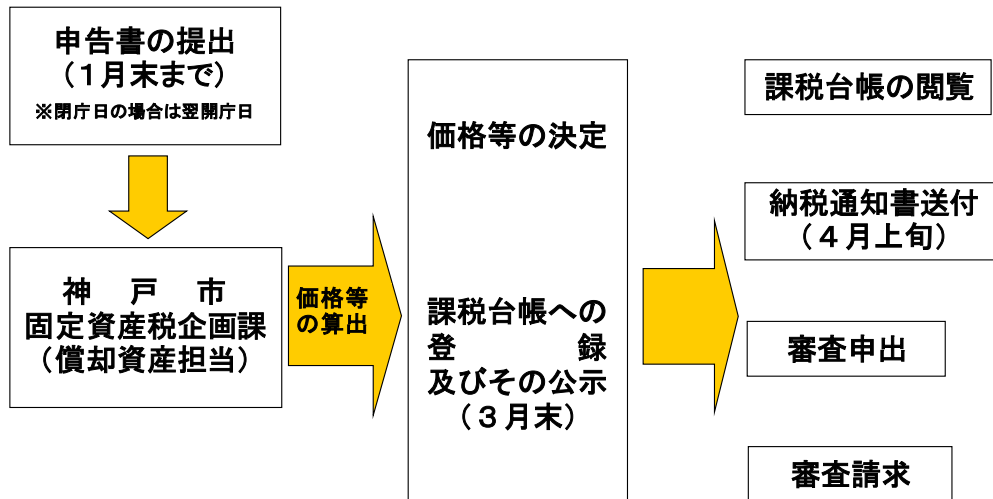 申告書の提出
（１月末まで）
※閉庁日の場合は翌開庁日
神戸市
固定資産税企画課
（償却資産担当）
価格等
の算出
価格等の決定
課税台帳への
登録
及びその公示
（３月末）
課税台帳の閲覧
納税通知書送付
（４月上旬）
審査申出
審査請求